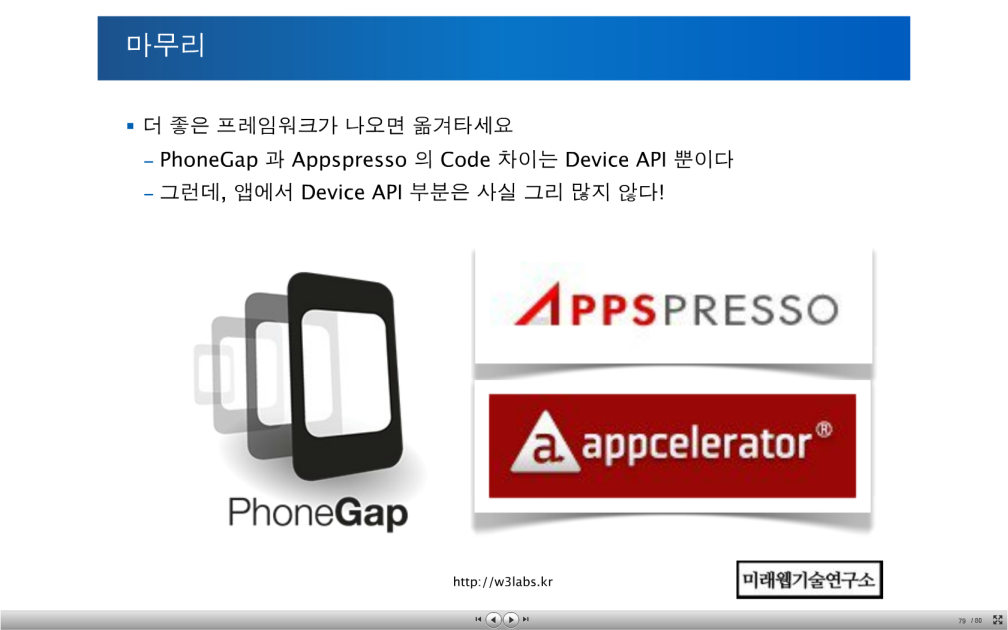 마무리
더 좋은 프레임워크가 나오면 옮겨타세요
– PhoneGap 과 Appspresso 의 Code 차이는 Device API 뿐이다
– 그런데, 앱에서 Device API 부분은 사실 그리 많지 않다!
APPSPRESSO
a appcelerator®
PhoneGap
http://w3labs.kr
미래웹기술연구소
79 / 80